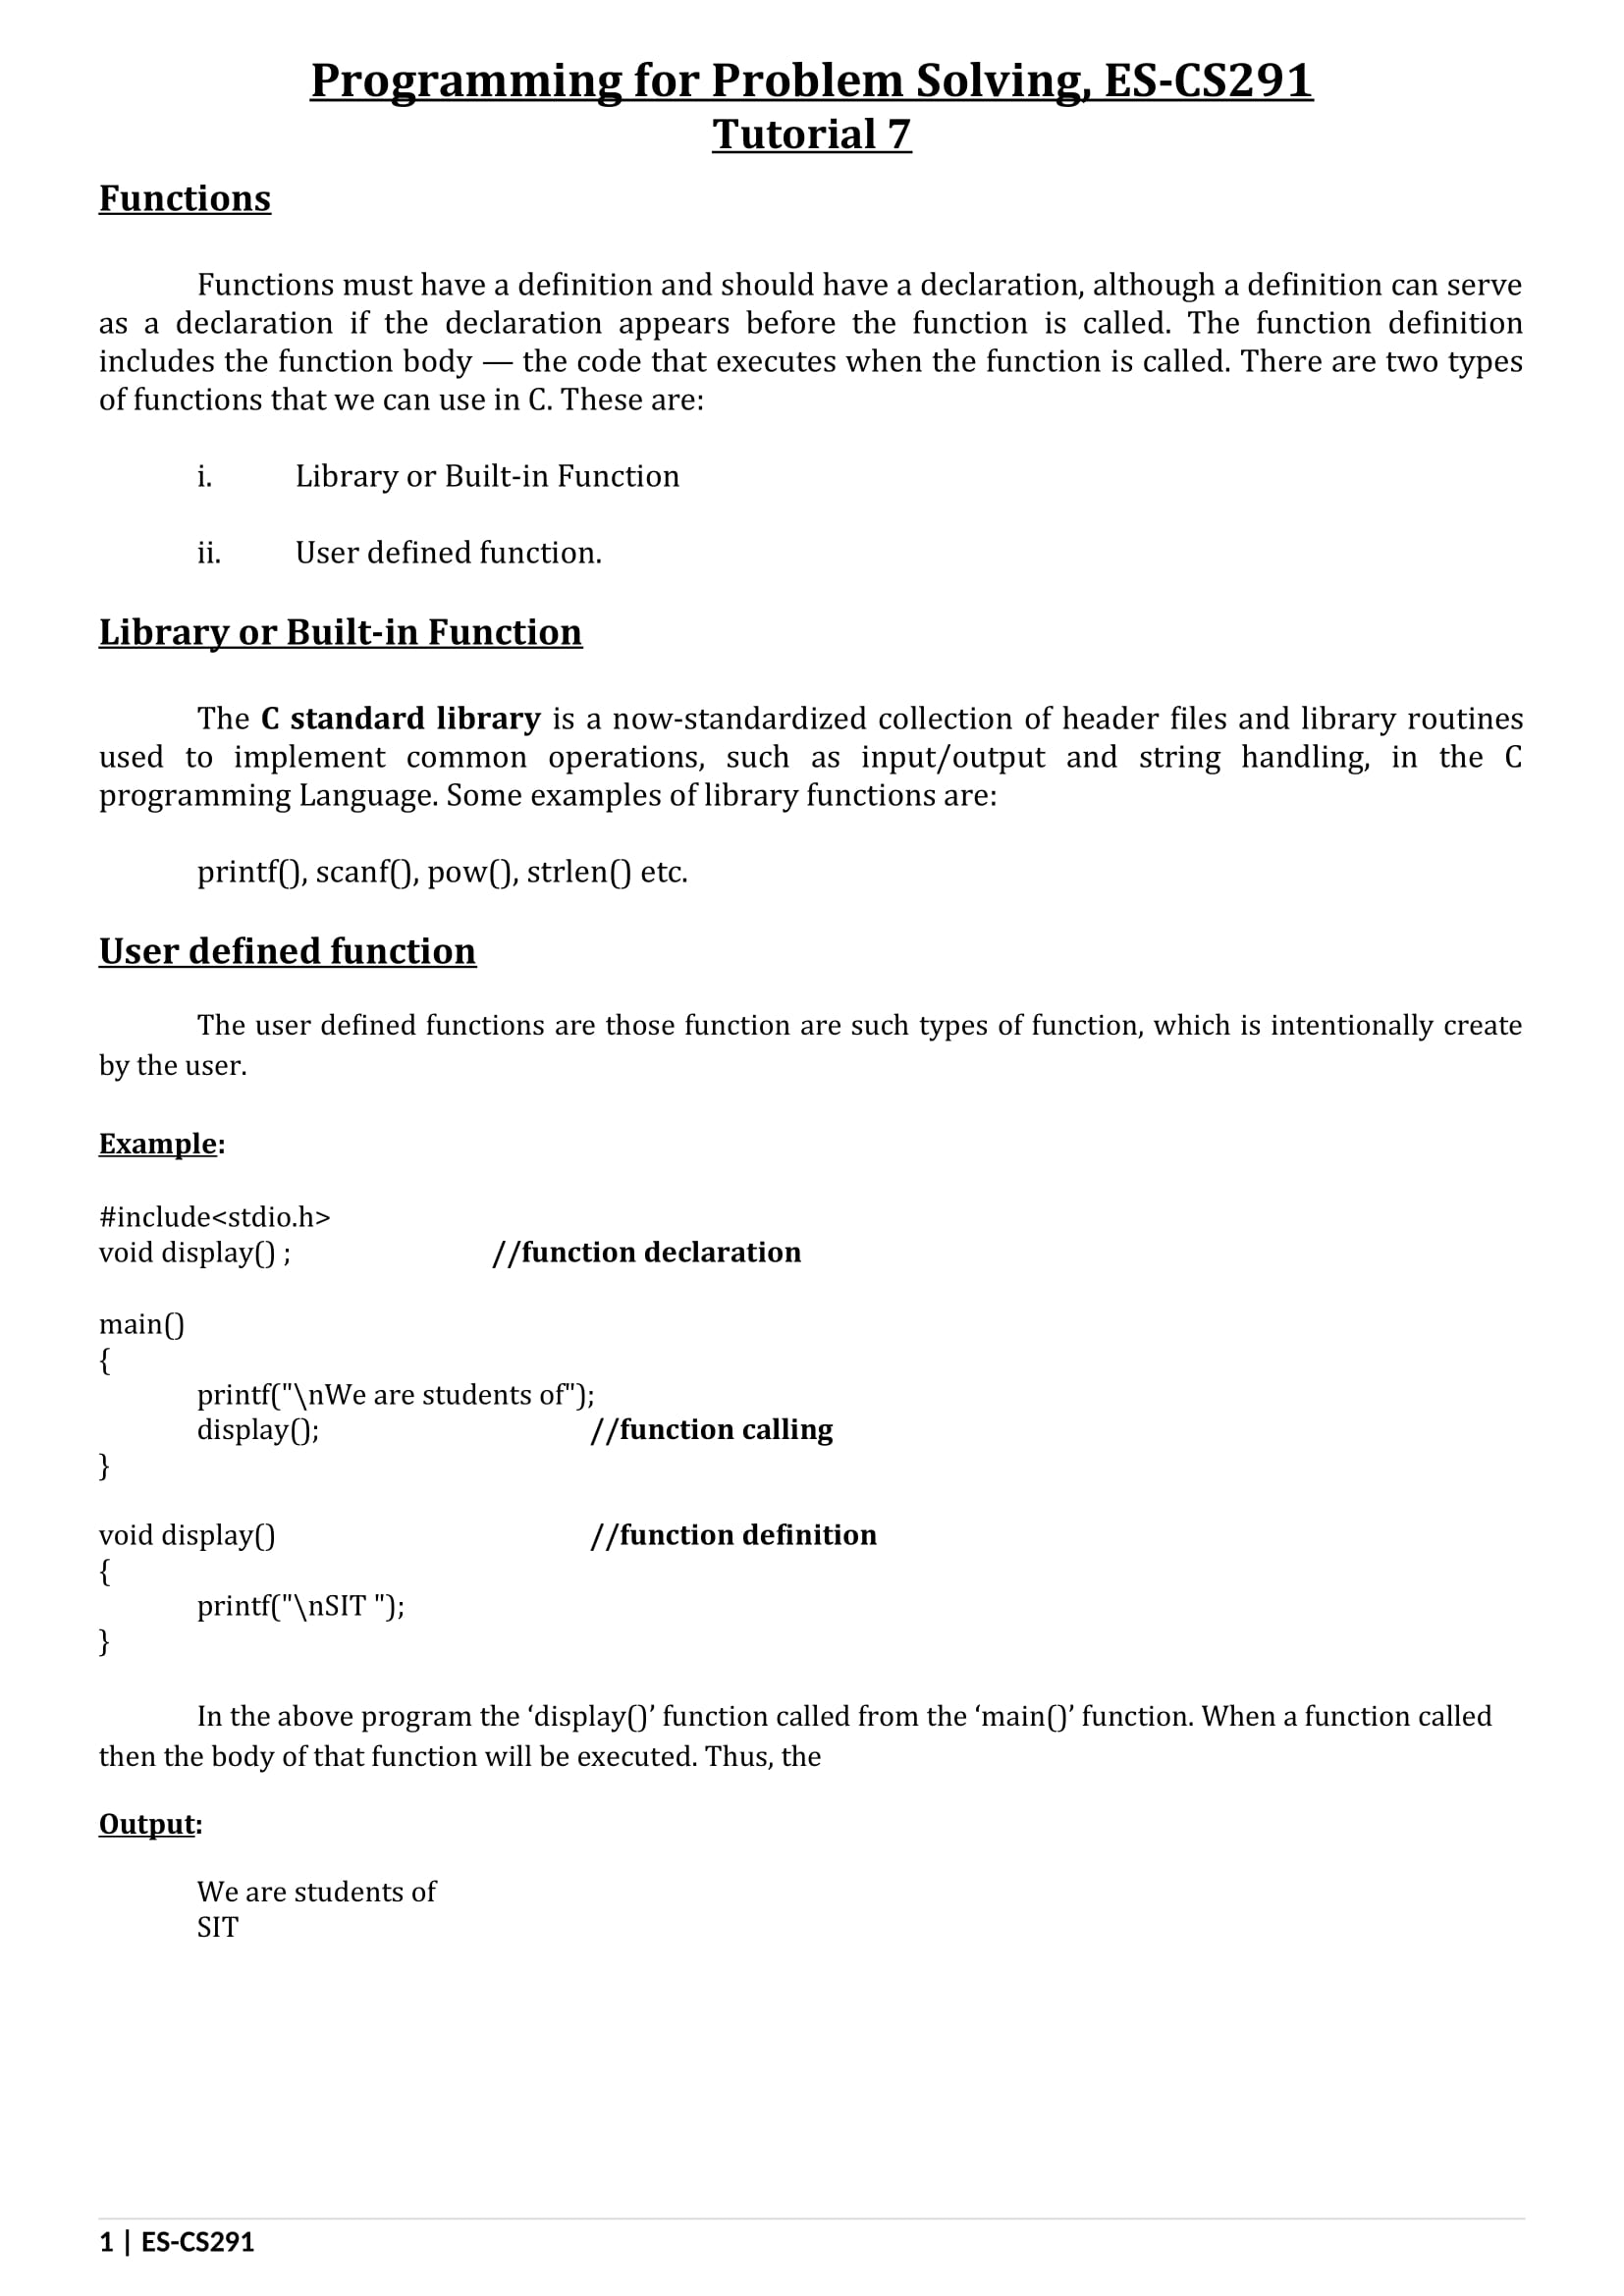 Programming for Problem Solving, ES-CS291
Tutorial 7
Functions
Functions must have a definition and should have a declaration, although a definition can serve
as a declaration if the declaration appears before the function is called. The function definition
includes the function body — the code that executes when the function is called. There are two types
of functions that we can use in C. These are:
i. Library or Built-in Function
ii. User defined function.
Library or Built-in Function
The C standard library is a now-standardized collection of header files and library routines
used to implement common operations, such as input/output and string handling, in the C
programming Language. Some examples of library functions are:
printf(), scanf(), pow(), strlen() etc.
User defined function
The user defined functions are those function are such types of function, which is intentionally create
by the user.
Example:
#include<stdio.h>
void display() ; //function declaration
main()
{
printf("\nWe are students of");
display(); //function calling
}
void display() //function definition
{
printf("\nSIT ");
}
In the above program the ‘display()’ function called from the ‘main()’ function. When a function called
then the body of that function will be executed. Thus, the
Output:
We are students of
SIT
1 | ES-CS291